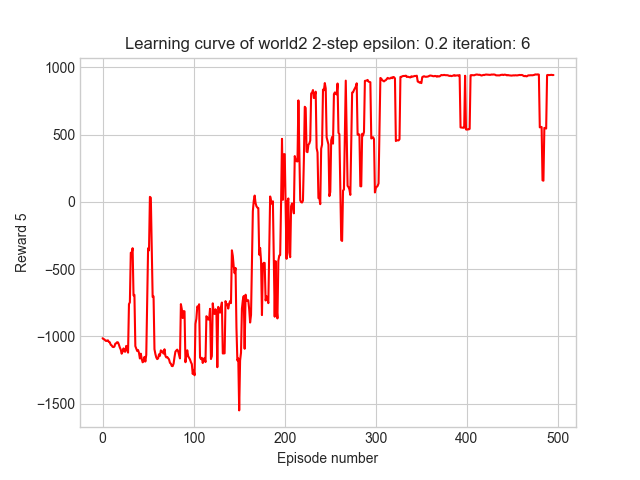 Learning curve of world2 2-step epsilon: 0.2 iteration: 6
1000
500
0
−500
−1000
−1500
Reward 5
0 100 200 300 400 500
Episode number